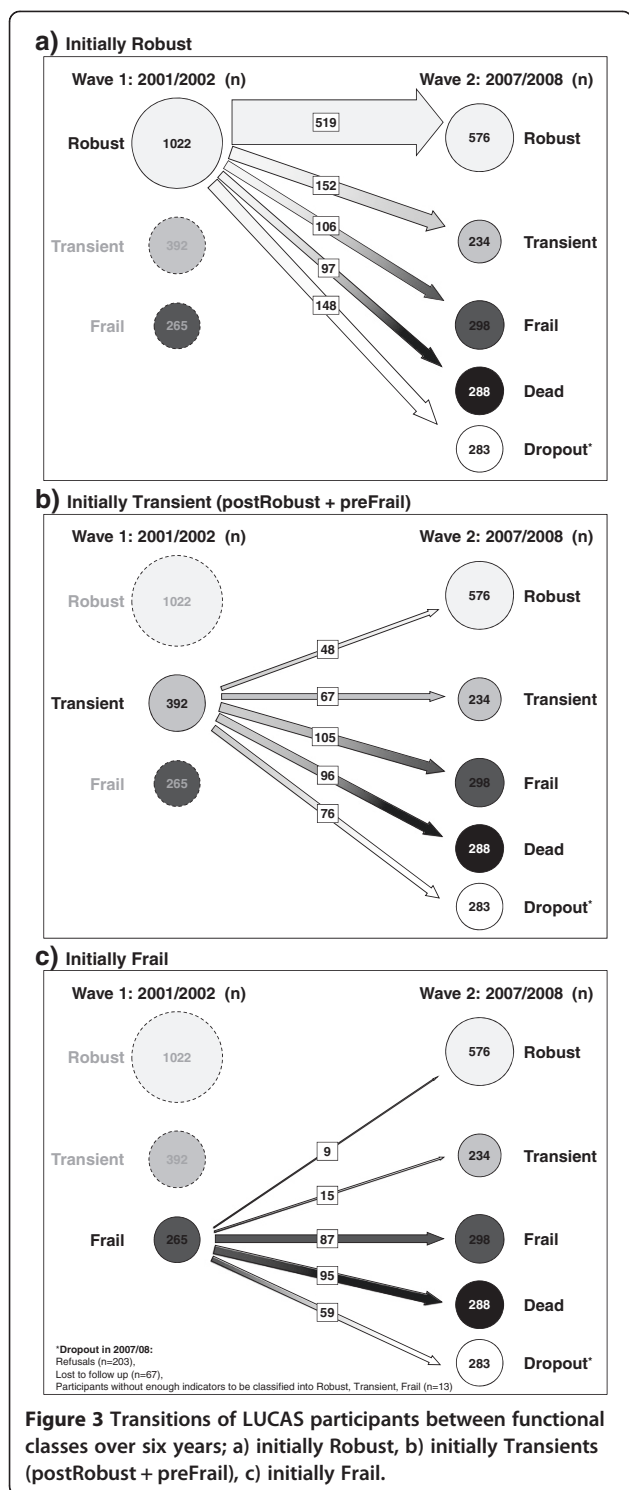 a) Initially Robust
Wave 1: 2001/2002 (n) Wave 2: 2007/2008 (n)
Robust 1022 519 576 Robust
152
Transient 392 106 234 Transient
97
Frail 265 148 298 Frail
288 Dead
283 Dropout*
b) Initially Transient (postRobust + preFrail)
Wave 1: 2001/2002 (n) Wave 2: 2007/2008 (n)
Robust 1022 576 Robust
48
Transient 392 67 234 Transient
105
Frail 265 96 298 Frail
76
288 Dead
283 Dropout*
c) Initially Frail
Wave 1: 2001/2002 (n) Wave 2: 2007/2008 (n)
Robust 1022 576 Robust
9
Transient 392 234 Transient
15
Frail 265 87 298 Frail
95
288 Dead
59
283 Dropout*
*Dropout in 2007/08:
Refusals (n=203),
Lost to follow up (n=67),
Participants without enough indicators to be classified into Robust, Transient, Frail (n=13)
Figure 3 Transitions of LUCAS participants between functional
classes over six years; a) initially Robust, b) initially Transients
(postRobust + preFrail), c) initially Frail.